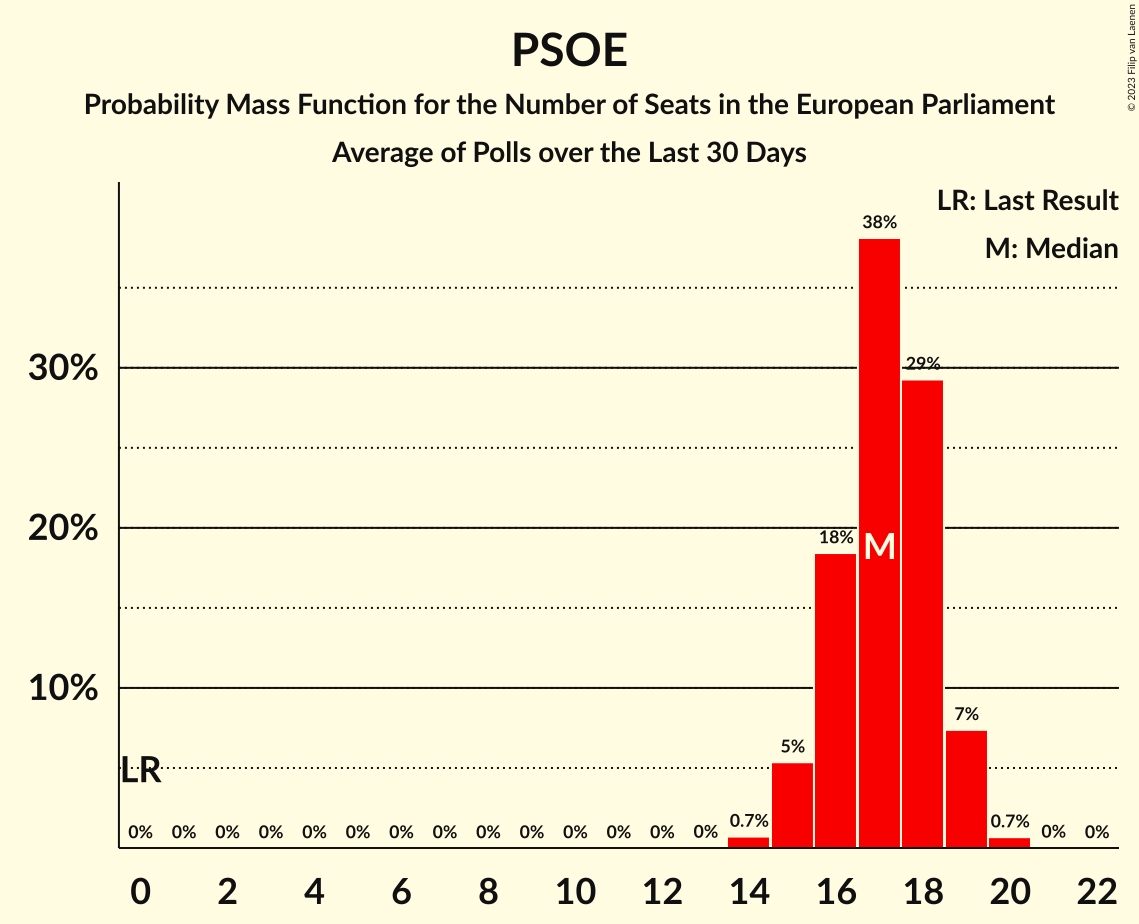 © 2023 Filip van Laenen
PSOE
Probability Mass Function for the Number of Seats in the European Parliament
Average of Polls over the Last 30 Days
LR: Last Result
M: Median
38%
30%
29%
20%
18%
M
10%
7%
5%
LR
0% 0% 0% 0% 0% 0% 0% 0% 0% 0% 0% 0% 0% 0% 0.7% 0.7% 0% 0%
0 2 4 6 8 10 12 14 16 18 20 22